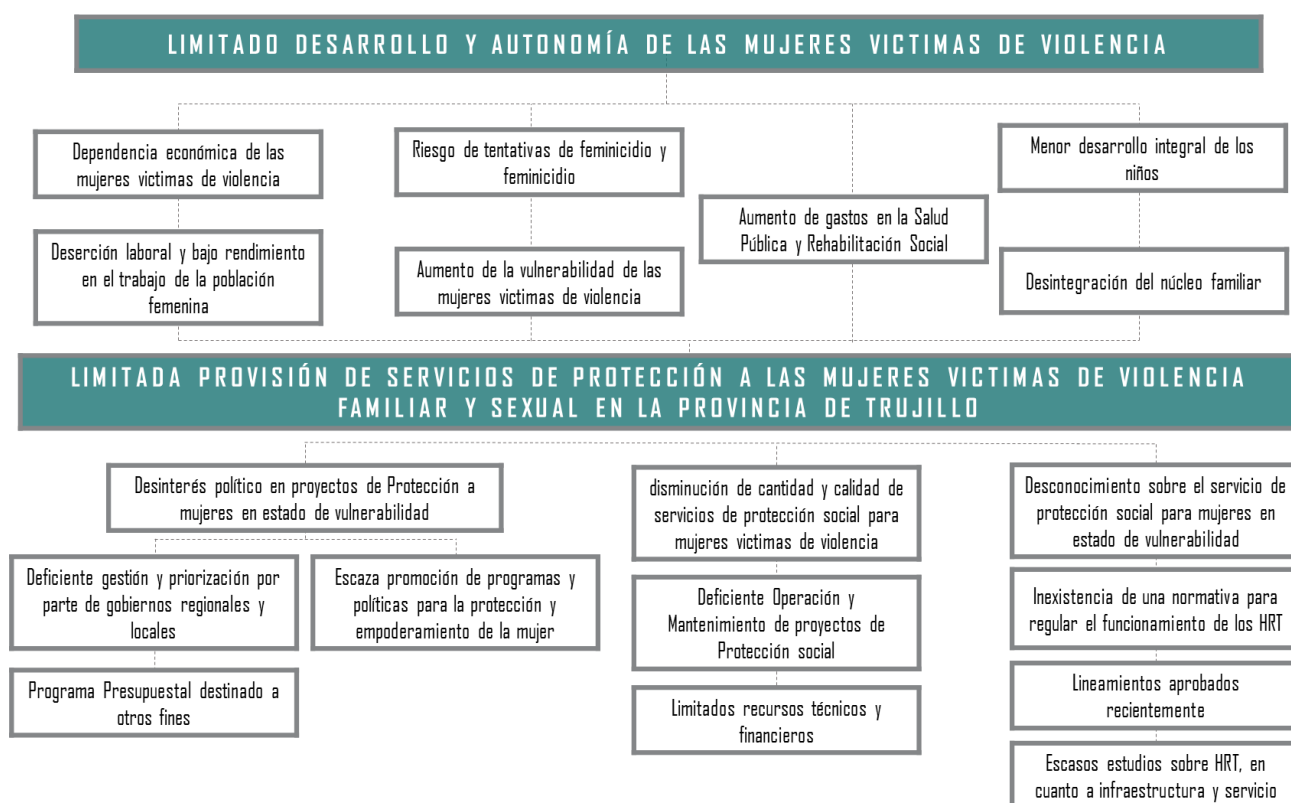 LIMITADO DESARROLLO Y AUTONOMÍA DE LAS MUJERES VICTIMAS DE VIOLENCIA
Dependencia económica de las
mujeres victimas de violencia
Riesgo de tentativas de feminicidio y
feminicidio
Menor desarrollo integral de los
niños
Aumento de gastos en la Salud
Pública y Rehabilitación Social
Deserción laboral y bajo rendimiento
en el trabajo de la población
femenina
Aumento de la vulnerabilidad de las
mujeres victimas de violencia
Desintegración del núcleo familiar
LIMITADA PROVISIÓN DE SERVICIOS DE PROTECCIÓN A LAS MUJERES VICTIMAS DE VIOLENCIA
FAMILIAR Y SEXUAL EN LA PROVINCIA DE TRUJILLO
Desinterés político en proyectos de Protección a
mujeres en estado de vulnerabilidad
disminución de cantidad y calidad de
servicios de protección social para
mujeres victimas de violencia
Desconocimiento sobre el servicio de
protección social para mujeres en
estado de vulnerabilidad
Deficiente gestión y priorización por
parte de gobiernos regionales y
locales
Escaza promoción de programas y
políticas para la protección y
empoderamiento de la mujer
Deficiente Operación y
Mantenimiento de proyectos de
Protección social
Inexistencia de una normativa para
regular el funcionamiento de los HRT
Programa Presupuestal destinado a
otros fines
Limitados recursos técnicos y
financieros
Lineamientos aprobados
recientemente
Escasos estudios sobre HRT, en
cuanto a infraestructura y servicio